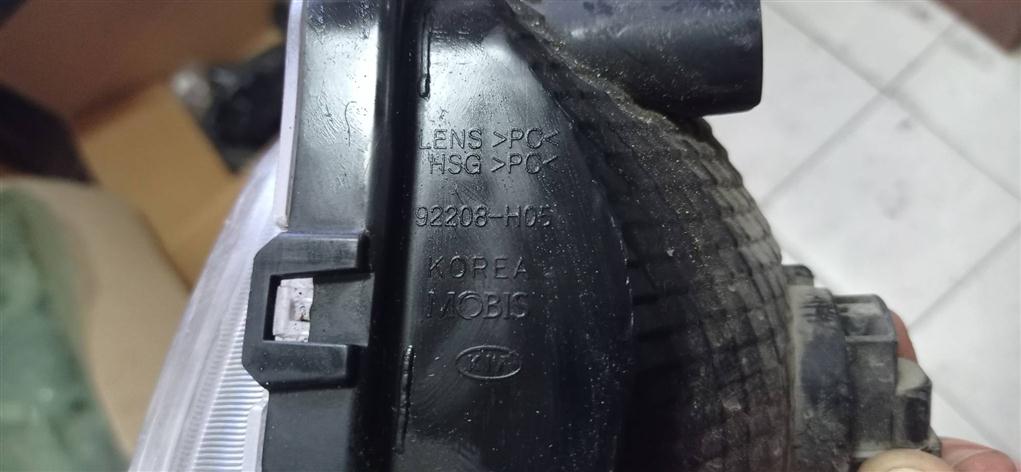 LENS >PC<
HSG >PC<
92208-H05
KOREA
MOBIS
KIA